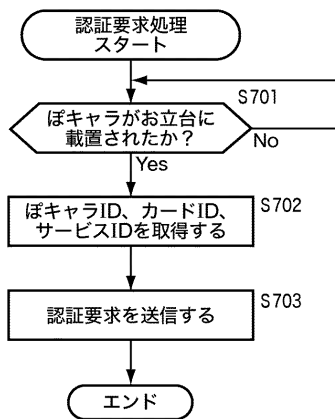 認証要求処理
スタート
S701
ぽキャラがお立台に
載置されたか？
No
Yes
ぽキャラID、カードID、
サービスIDを取得する
S702
認証要求を送信する
S703
エンド